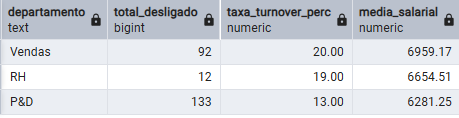 departamento total_desligado taxa_turnover_perc media_salarial
text bigint numeric numeric
Vendas 92 20.00 6959.17
RH 12 19.00 6654.51
P&D 133 13.00 6281.25